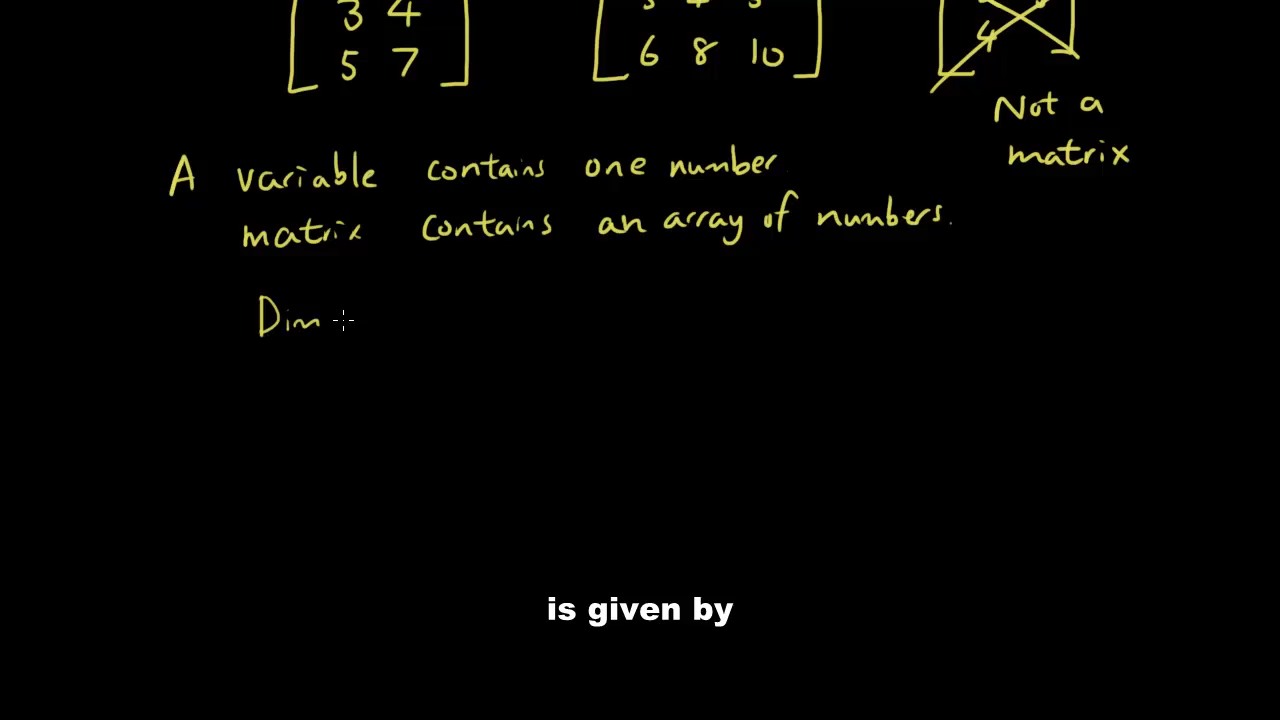 3 4
5 7
6 8 10
4
Not a
matrix
A variable contains one number
matrix contains an array of numbers.
Dim
is given by